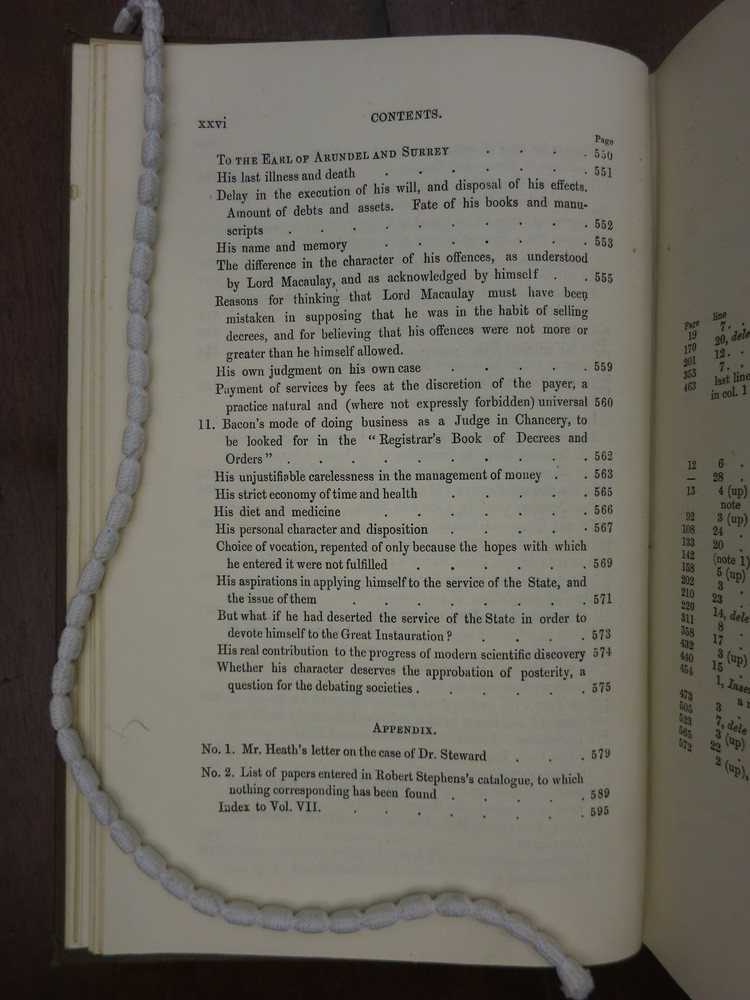 xxvi CONTENTS.
Page
To the Earl of Arundel and Surrey . . . . 550
His last illness and death . . . . . . 551
Delay in the execution of his will, and disposal of his effects.
Amount of debts and assets. Fate of his books and manu-
scripts . . . . . . . . 552
His name and memory . . . . . . 553
The difference in the character of his offences, as understood
by Lord Macaulay, and as acknowledged by himself . . 555
Reasons for thinking that Lord Macaulay must have been
mistaken in supposing that he was in the habit of selling
decrees, and for believing that his offences were not more or
greater than he himself allowed.
His own judgment on his own case . . . . . 559
Payment of services by fees at the discretion of the payer, a
practice natural and (where not expressly forbidden) universal 560
11. Bacon's mode of doing business as a Judge in Chancery, to
be looked for in the "Registrar's Book of Decrees and
Orders" . . . . . . . . 562
His unjustifiable carelessness in the management of money . . 563
His strict economy of time and health . . . . . 565
His diet and medicine . . . . . . 566
His personal character and disposition . . . . . 567
Choice of vocation, repented of only because the hopes with which
he entered it were not fulfilled . . . . . 569
His aspirations in applying himself to the service of the State, and
the issue of them . . . . . . . 571
But what if he had deserted the service of the State in order to
devote himself to the Great Instauration? . . . . 573
His real contribution to the progress of modern scientific discovery 574
Whether his character deserves the approbation of posterity, a
question for the debating societies . . . . . 575
Appendix.
No. 1. Mr. Heath's letter on the case of Dr. Steward . . . 579
No. 2. List of papers entered in Robert Stephens's catalogue, to which
nothing corresponding has been found . . . . 589
Index to Vol. VII. . . . . . . 595
Page line
19 7. .
170 20, dele
201 12. .
353 7. .
463 last line
in col. 1
12 6 .
— 28
13 4 (up)
note
92 3 (up)
108 24
133 20
142 (note 1)
158 5 (up)
202 3
210 23
220 14, dele
311 8
358 17
432 3 (up)
440 15
454 1,
473 3
505 7, dele
523 3 (up)
565 22
572 2 (up),